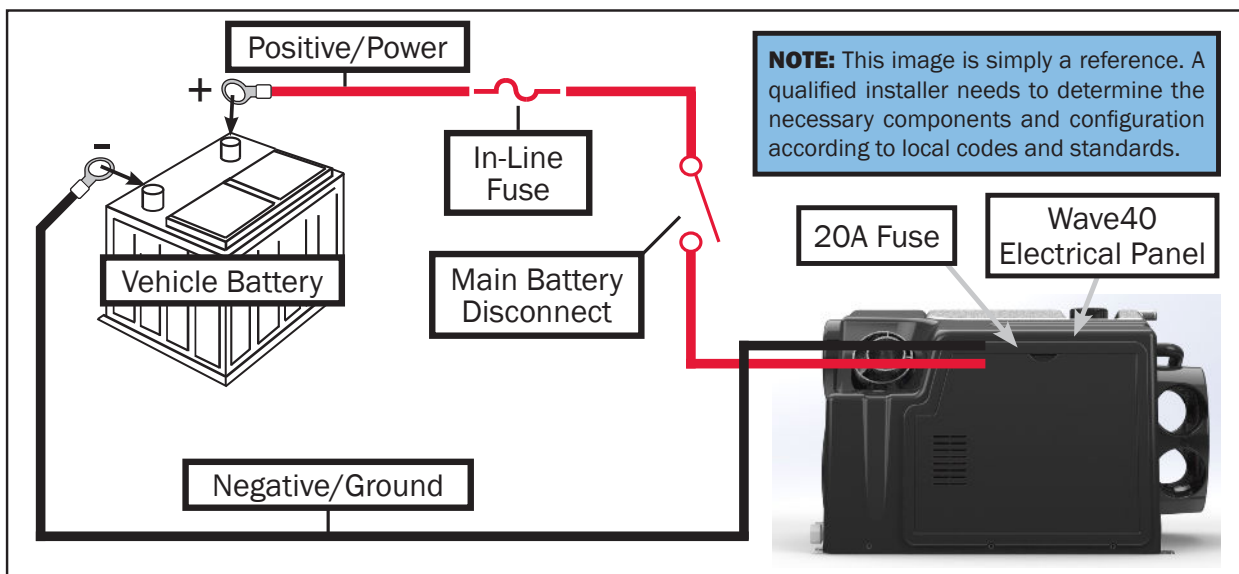 Positive/Power
NOTE: This image is simply a reference. A
qualified installer needs to determine the
necessary components and configuration
according to local codes and standards.
+
-
In-Line
Fuse
20A Fuse
Wave40
Electrical Panel
Vehicle Battery
Main Battery
Disconnect
Negative/Ground